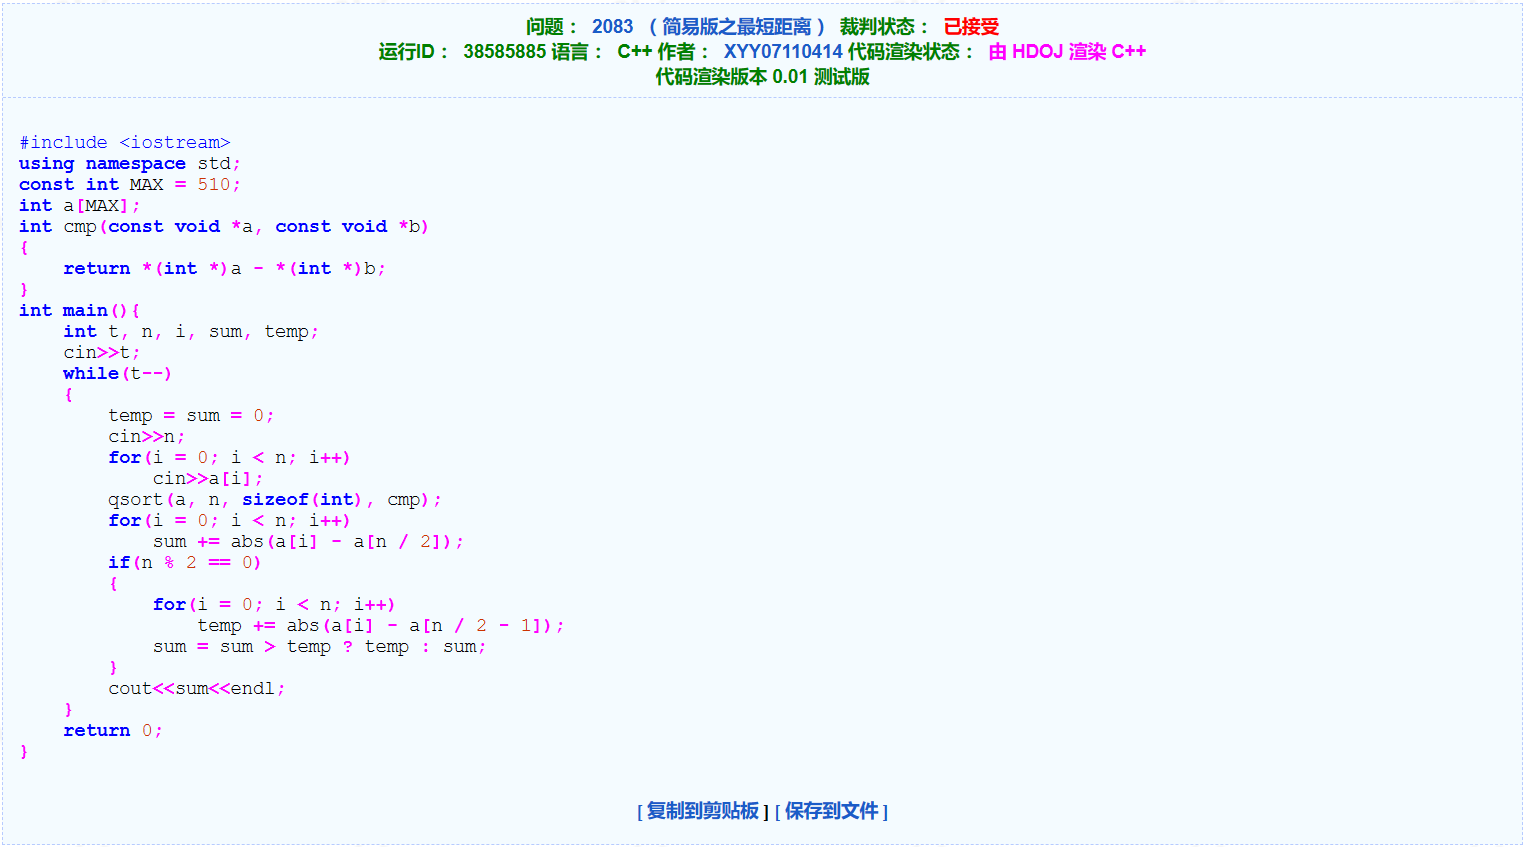 问题： 2083 （简易版之最短距离） 裁判状态： 已接受
运行ID： 38585885 语言： C++ 作者： XYY07110414 代码渲染状态： 由 HDOJ 渲染 C++
代码渲染版本 0.01 测试版
#include <iostream>
using namespace std;
const int MAX = 510;
int a[MAX];
int cmp(const void *a, const void *b)
{
    return *(int *)a - *(int *)b;
}
int main(){
    int t, n, i, sum, temp;
    cin>>t;
    while(t--)
    {
        temp = sum = 0;
        cin>>n;
        for(i = 0; i < n; i++)
            cin>>a[i];
        qsort(a, n, sizeof(int), cmp);
        for(i = 0; i < n; i++)
            sum += abs(a[i] - a[n / 2]);
        if(n % 2 == 0)
        {
            for(i = 0; i < n; i++)
                temp += abs(a[i] - a[n / 2 - 1]);
            sum = sum > temp ? temp : sum;
        }
        cout<<sum<<endl;
    }
    return 0;
}
[ 复制到剪贴板 ] [ 保存到文件 ]